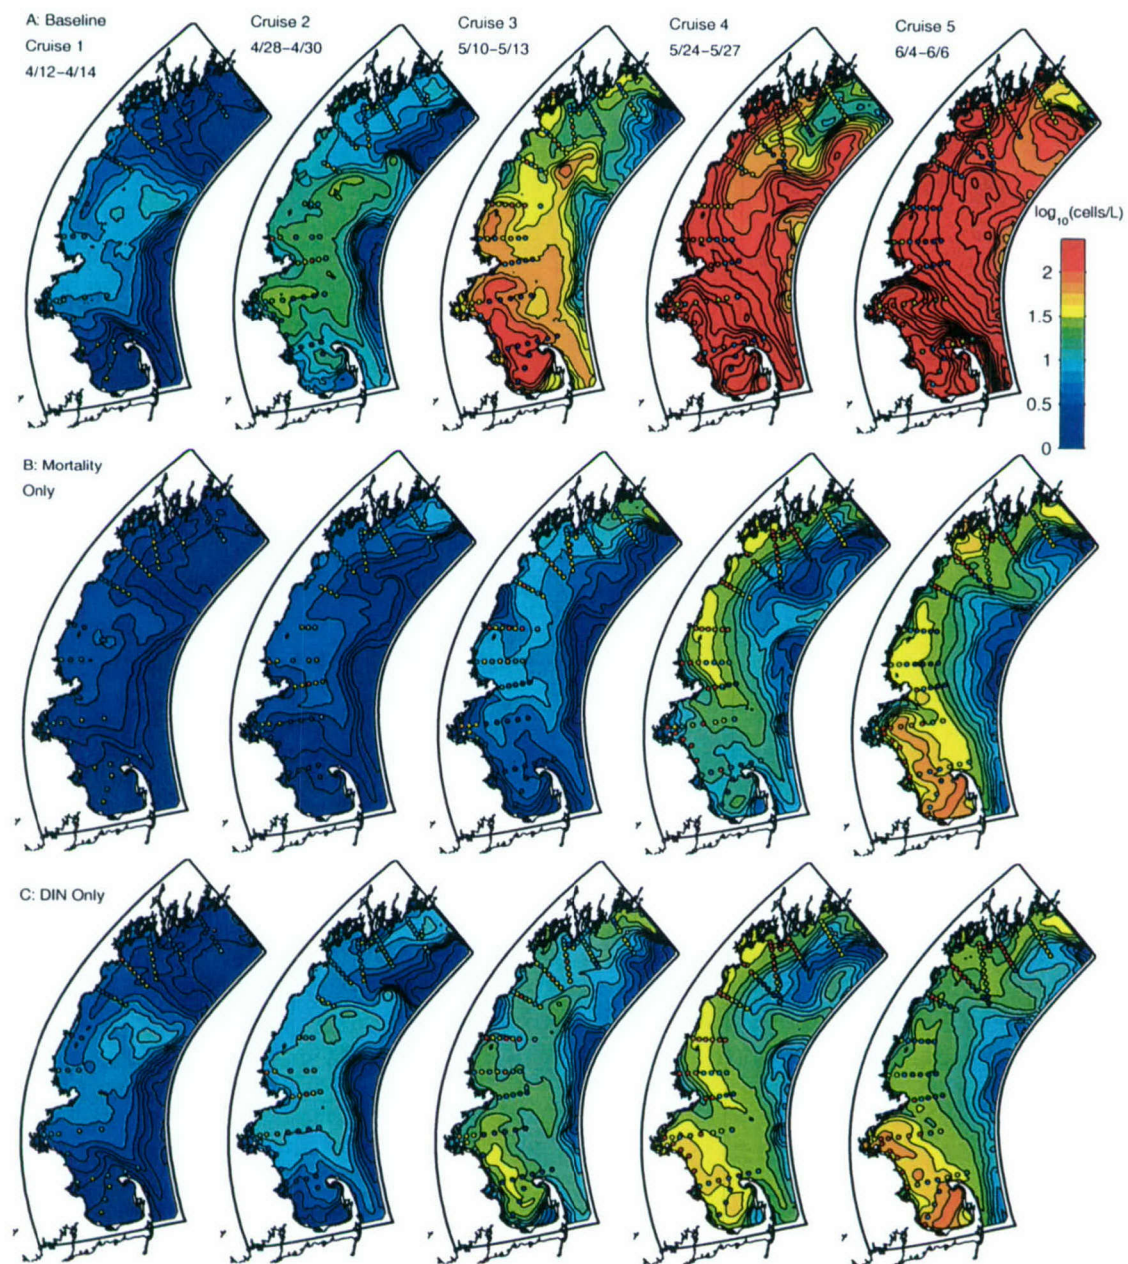 A: Baseline
Cruise 1
4/12–4/14
Cruise 2
4/28–4/30
Cruise 3
5/10–5/13
Cruise 4
5/24–5/27
Cruise 5
6/4–6/6
log10(cells/L)
2
1.5
1
0.5
0
B: Mortality
Only
C: DIN Only